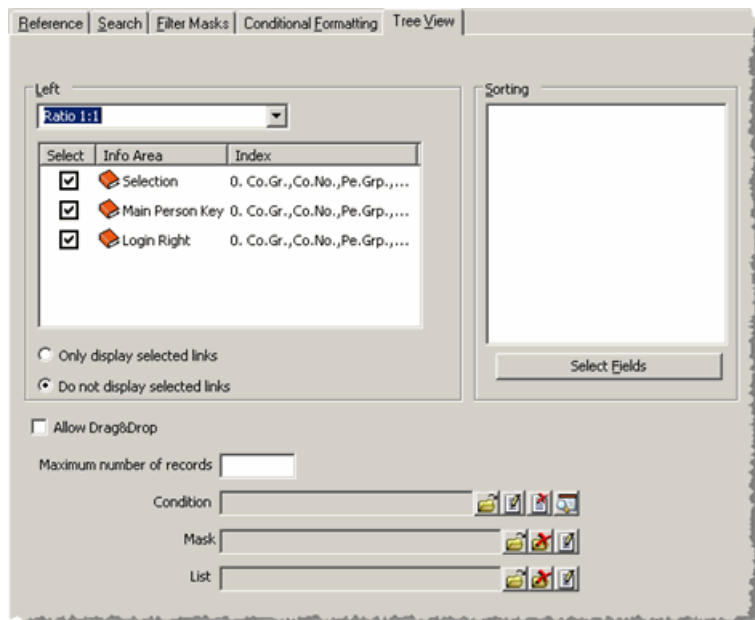 Reference Search Filter Masks Conditional Formatting Tree View
Left
Ratio 1:1
Select Info Area Index
Selection 0. Co.Gr.,Co.No.,Pe.Grp.,...
Main Person Key 0. Co.Gr.,Co.No.,Pe.Grp.,...
Login Right 0. Co.Gr.,Co.No.,Pe.Grp.,...
Only display selected links
Do not display selected links
Sorting
Select Fields
Allow Drag&Drop
Maximum number of records
Condition
Mask
List